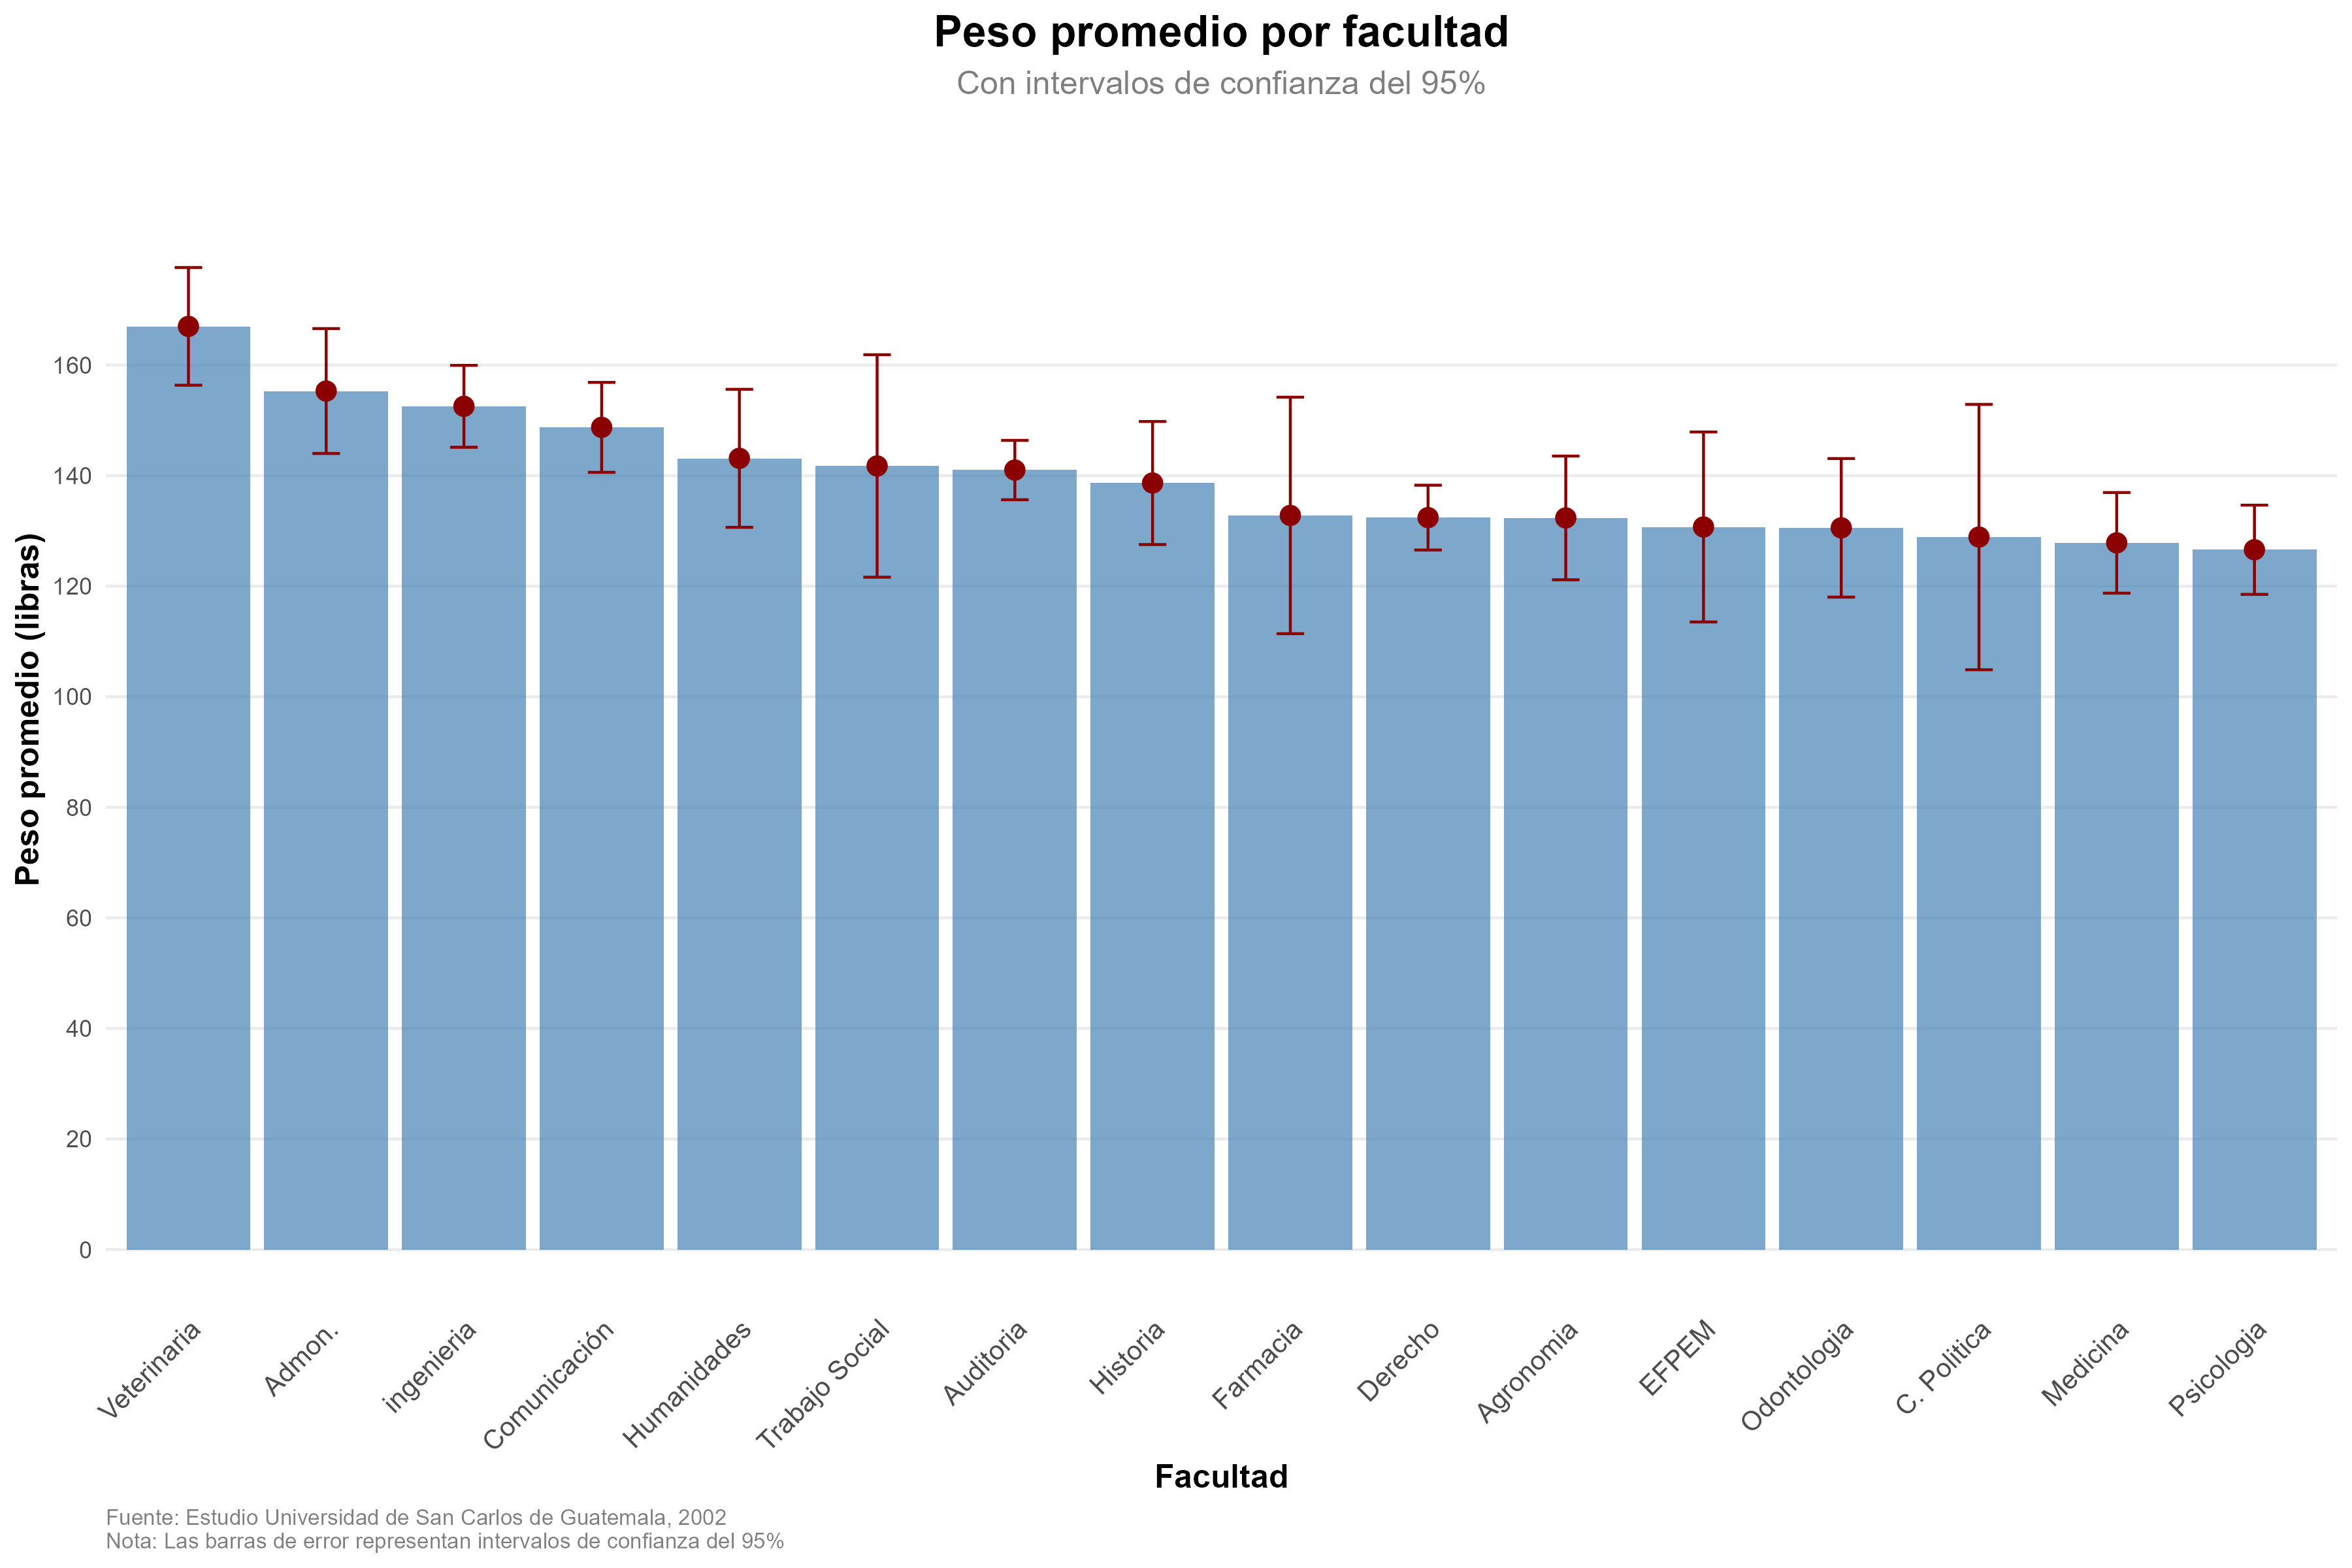 Peso promedio por facultad
Con intervalos de confianza del 95%
Peso promedio (libras)
160
140
120
100
80
60
40
20
0
Veterinaria
Admon.
ingenieria
Comunicación
Humanidades
Trabajo Social
Auditoria
Historia
Farmacia
Derecho
Agronomia
EFPEM
Odontologia
C. Politica
Medicina
Psicologia
Facultad
Fuente: Estudio Universidad de San Carlos de Guatemala, 2002
Nota: Las barras de error representan intervalos de confianza del 95%